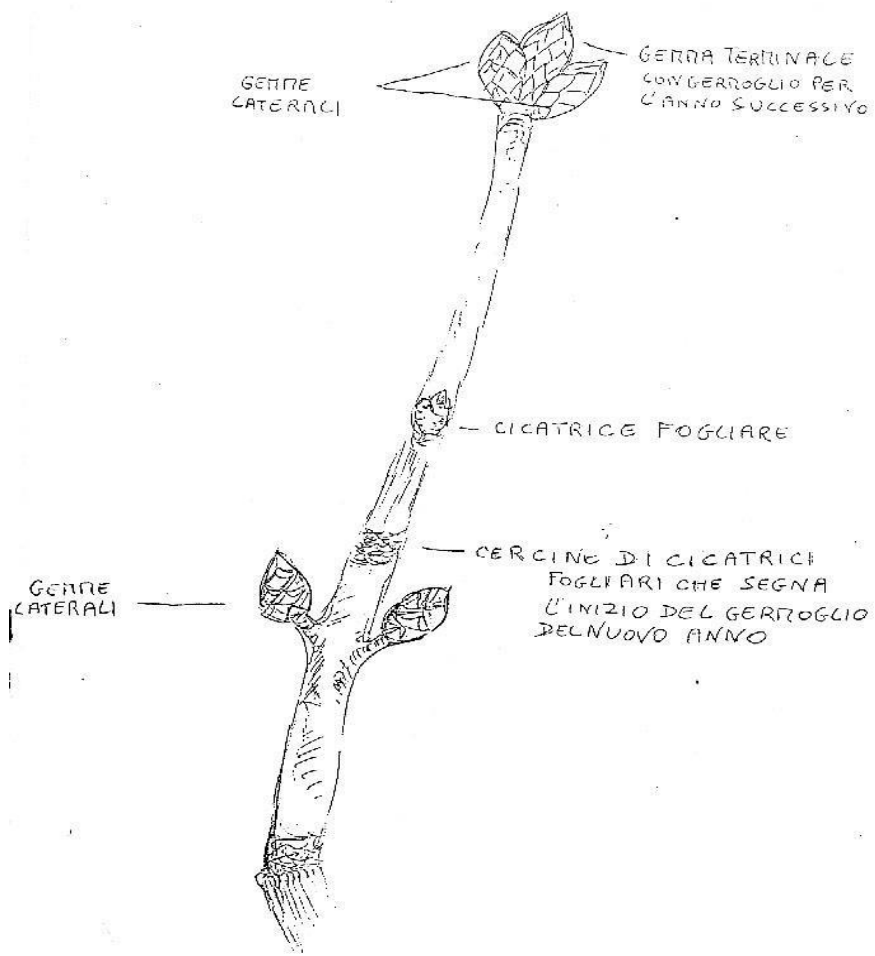 GEMME
LATERALI
GEMMA TERMINALE
CON GERMOGLIO PER
L'ANNO SUCCESSIVO
CICATRICE FOGLIARE
CERCINE DI CICATRICI
FOGLIARI CHE SEGNA
L'INIZIO DEL GERMOGLIO
DEL NUOVO ANNO
GEMME
LATERALI